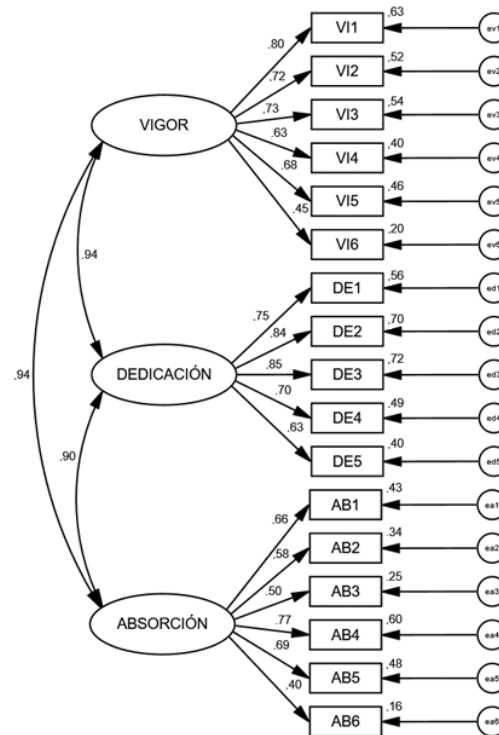 ,63
VI1
ev1
.80
,52
VI2
ev2
.72
,54
VI3
ev3
.73
VIGOR
,40
VI4
ev4
.63
,46
VI5
ev5
.68
,20
VI6
ev6
.45
,56
DE1
ed1
.94
.75
,70
DE2
ed2
.84
,72
DE3
ed3
.85
DEDICACIÓN
.94
,49
DE4
ed4
.70
,40
DE5
ed5
.63
,43
AB1
ea1
.90
.66
,34
AB2
ea2
.58
,25
AB3
ea3
.50
ABSORCIÓN
,60
AB4
ea4
.77
,48
AB5
ea5
.69
,16
AB6
ea6
.40